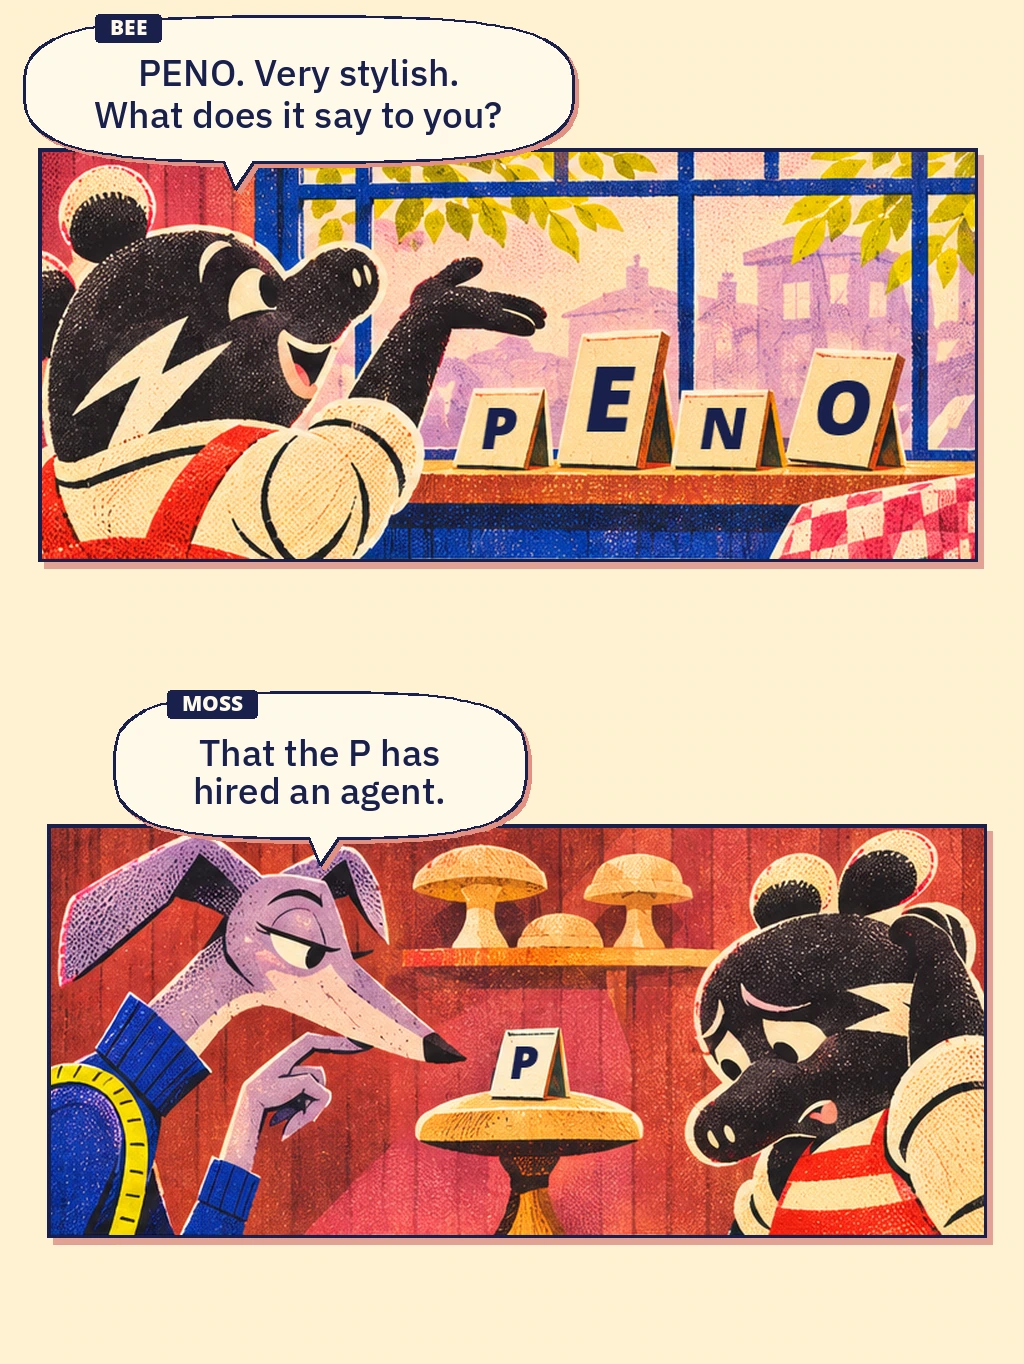 BEE
PENO. Very stylish.
What does it say to you?
P E N O
MOSS
That the P has
hired an agent.
P